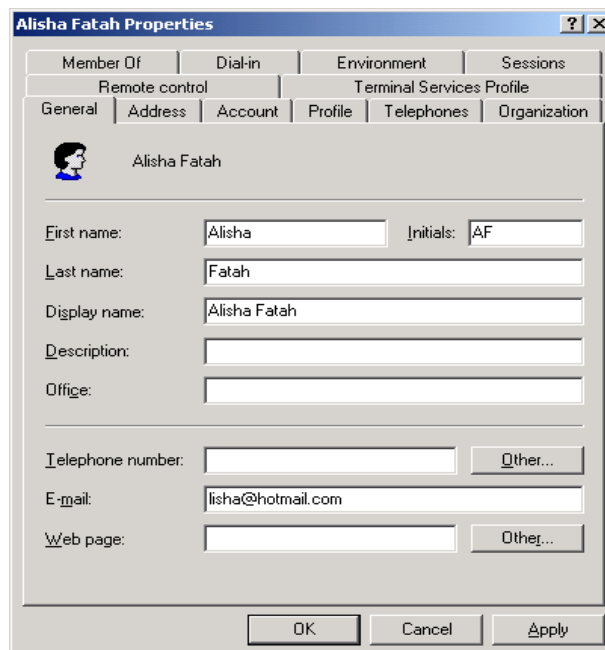 Alisha Fatah Properties
Member Of Dial-in Environment Sessions
Remote control Terminal Services Profile
General Address Account Profile Telephones Organization
Alisha Fatah
First name: Alisha Initials: AF
Last name: Fatah
Display name: Alisha Fatah
Description:
Office:
Telephone number: Other...
E-mail: lisha@hotmail.com
Web page: Other...
OK Cancel Apply